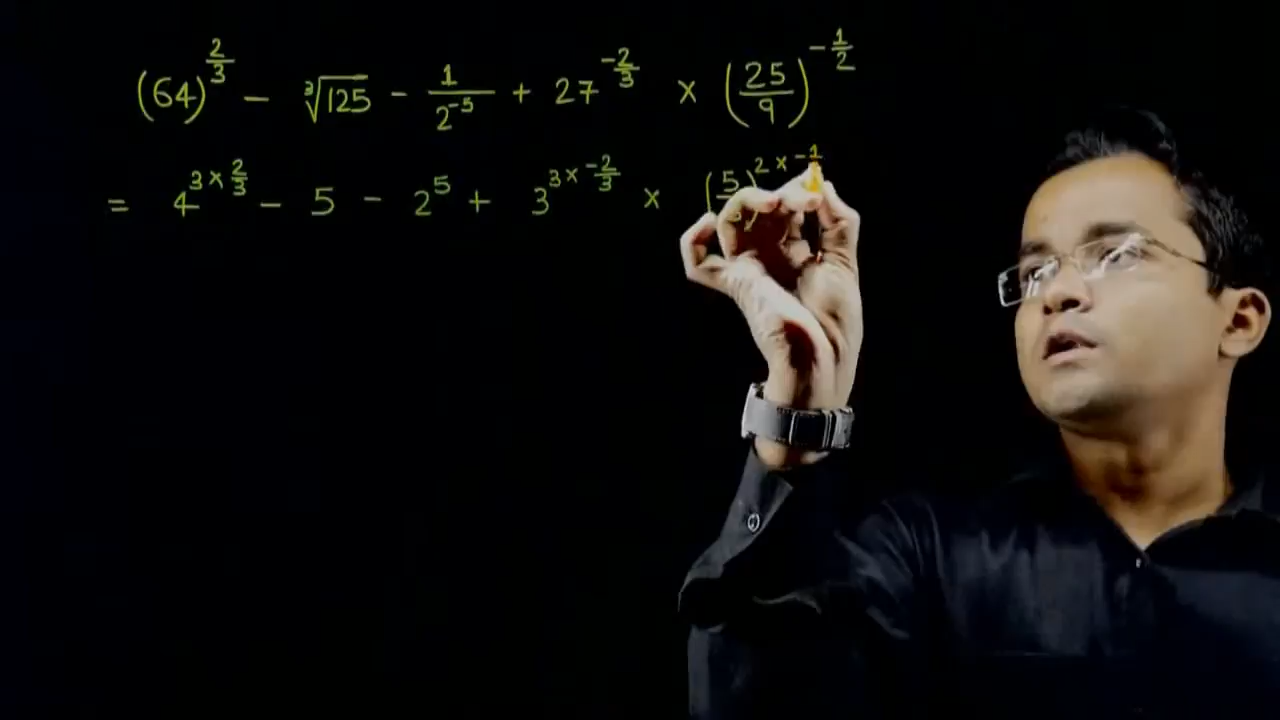 (64)^(2/3) - ∛125 - 1/2^-5 + 27^(-2/3) × (25/9)^(-1/2)
= 4^(3×2/3) - 5 - 2^5 + 3^(3×-2/3) × (5/3)^(2×-1/